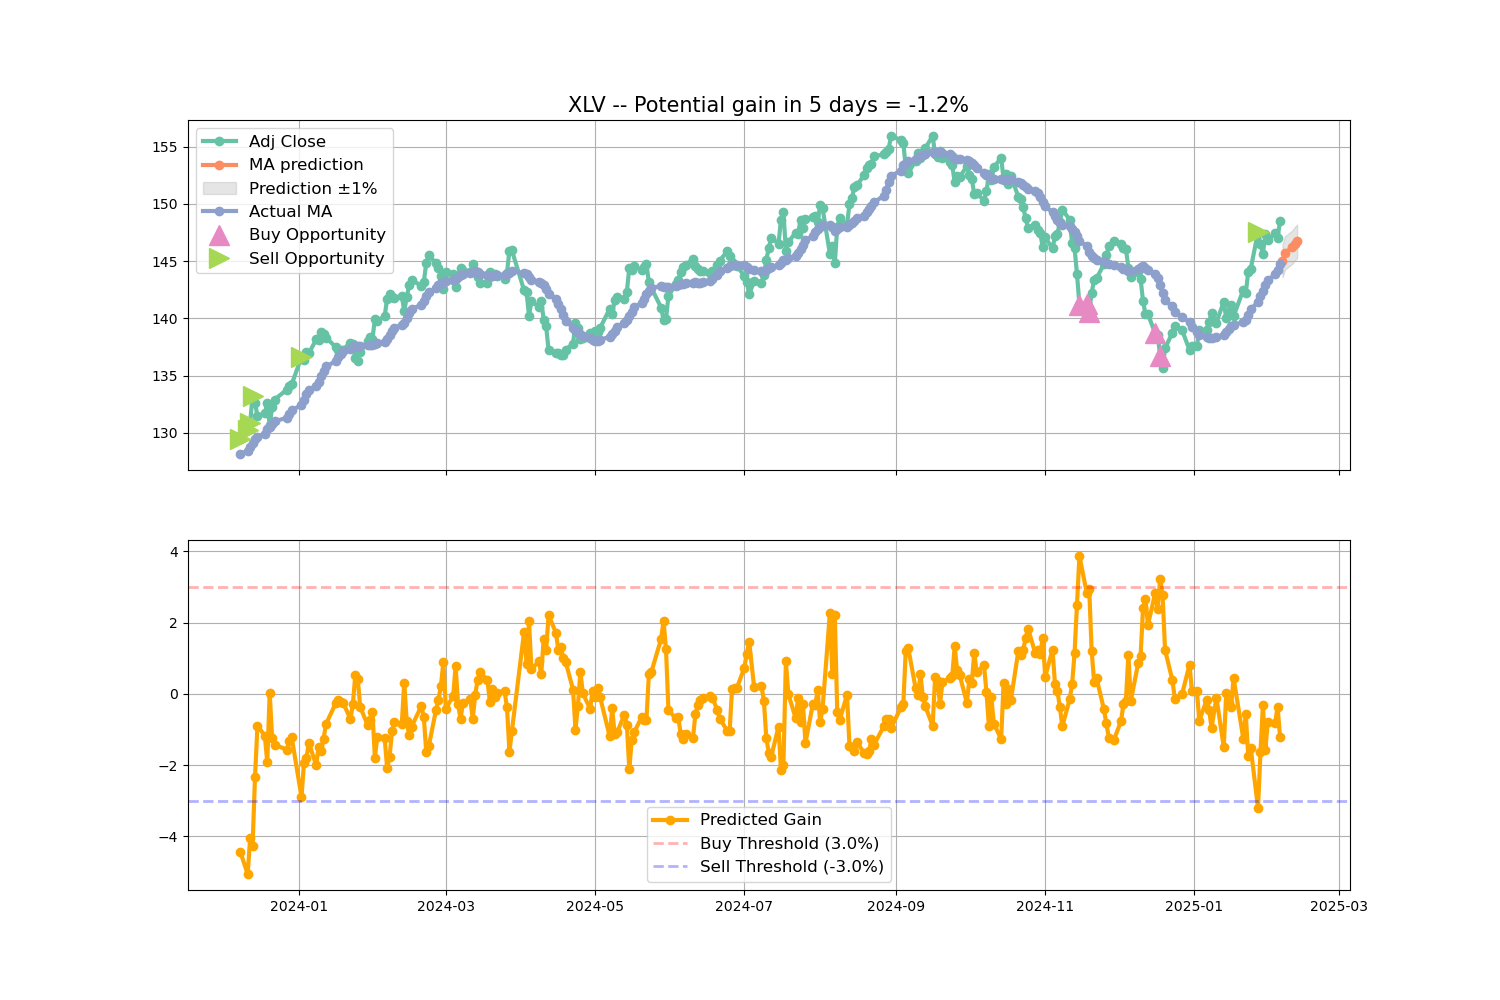 XLV -- Potential gain in 5 days = -1.2%
Adj Close
MA prediction
Prediction ±1%
Actual MA
Buy Opportunity
Sell Opportunity
155
150
145
140
135
130
4
2
0
−2
−4
Predicted Gain
Buy Threshold (3.0%)
Sell Threshold (-3.0%)
2024-01
2024-03
2024-05
2024-07
2024-09
2024-11
2025-01
2025-03